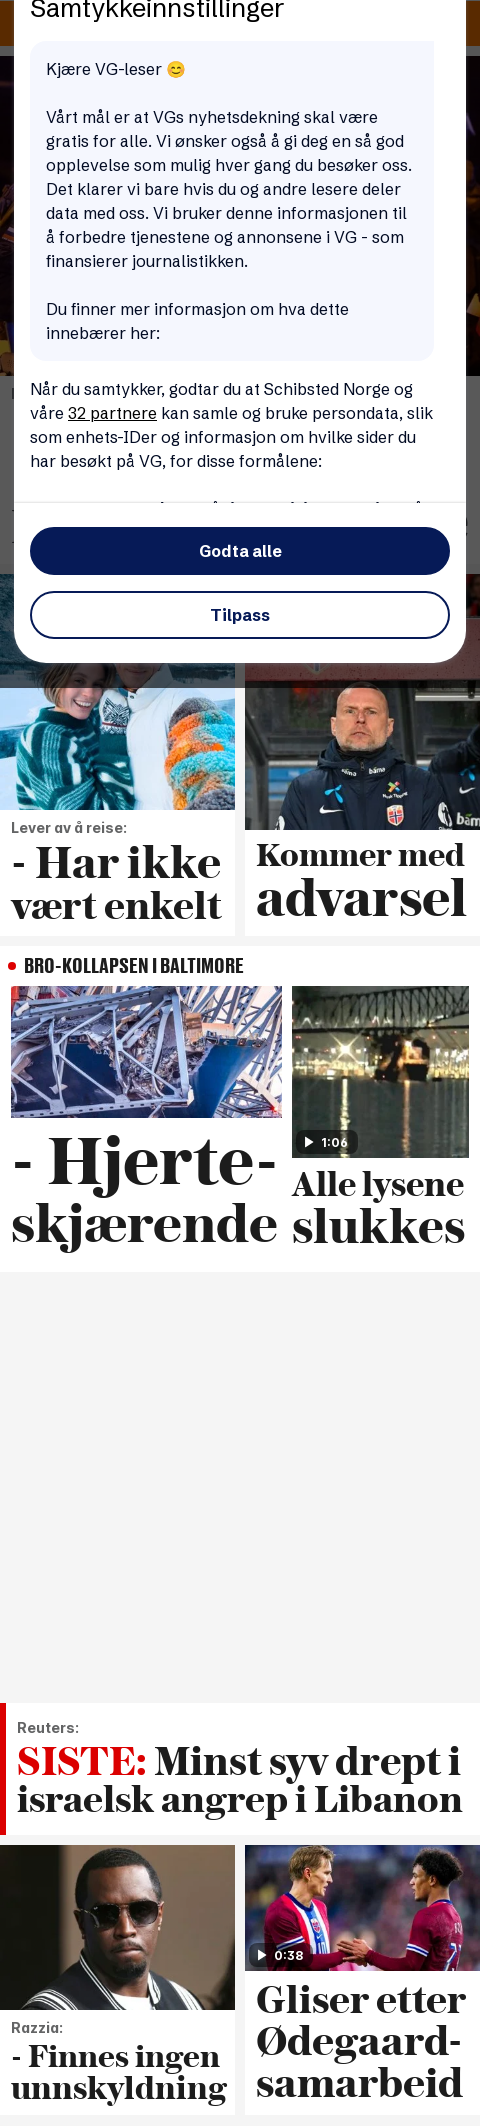 Samtykkeinnstillinger
Kjære VG-leser 😊
Vårt mål er at VGs nyhetsdekning skal være
gratis for alle. Vi ønsker også å gi deg en så god
opplevelse som mulig hver gang du besøker oss.
Det klarer vi bare hvis du og andre lesere deler
data med oss. Vi bruker denne informasjonen til
å forbedre tjenestene og annonsene i VG - som
finansierer journalistikken.
Du finner mer informasjon om hva dette
innebærer her:
Når du samtykker, godtar du at Schibsted Norge og
våre 32 partnere kan samle og bruke persondata, slik
som enhets-IDer og informasjon om hvilke sider du
har besøkt på VG, for disse formålene:
Godta alle
Tilpass
Lever av å reise:
- Har ikke
vært enkelt
Kommer med
advarsel
BRO-KOLLAPSEN I BALTIMORE
- Hjerte-
skjærende
1:06
Alle lysene
slukkes
Reuters:
SISTE: Minst syv drept i
israelsk angrep i Libanon
Razzia:
- Finnes ingen
unnskyldning
0:38
Gliser etter
Ødegaard-
samarbeid